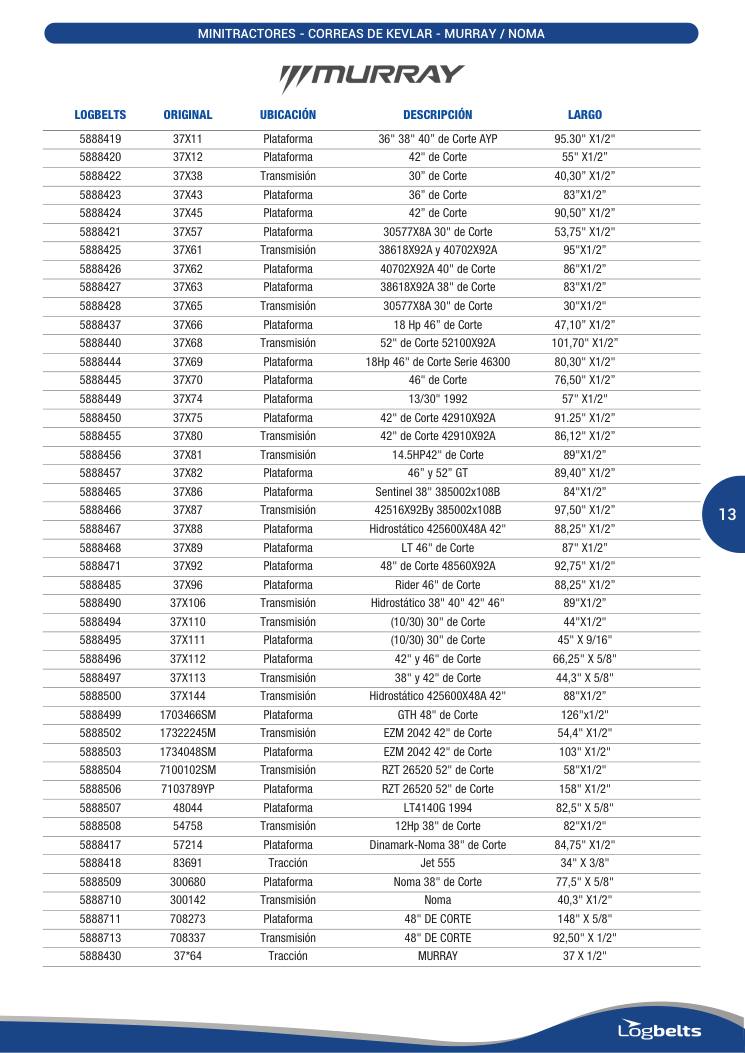 MINITRACTORES - CORREAS DE KEVLAR - MURRAY / NOMA
MURRAY
LOGBELTS ORIGINAL UBICACIÓN DESCRIPCIÓN LARGO
5888419 37X11 Plataforma 36" 38" 40” de Corte AYP 95.30" X1/2"
5888420 37X12 Plataforma 42" de Corte 55" X1/2”
5888422 37X38 Transmisión 30” de Corte 40,30” X1/2”
5888423 37X43 Plataforma 36” de Corte 83”X1/2”
5888424 37X45 Plataforma 42” de Corte 90,50” X1/2”
5888421 37X57 Plataforma 30577X8A 30" de Corte 53,75" X1/2"
5888425 37X61 Transmisión 38618X92A y 40702X92A 95"X1/2”
5888426 37X62 Plataforma 40702X92A 40" de Corte 86"X1/2”
5888427 37X63 Plataforma 38618X92A 38" de Corte 83"X1/2”
5888428 37X65 Transmisión 30577X8A 30" de Corte 30"X1/2"
5888437 37X66 Plataforma 18 Hp 46” de Corte 47,10” X1/2”
5888440 37X68 Transmisión 52" de Corte 52100X92A 101,70" X1/2”
5888444 37X69 Plataforma 18Hp 46" de Corte Serie 46300 80,30" X1/2"
5888445 37X70 Plataforma 46" de Corte 76,50" X1/2”
5888449 37X74 Plataforma 13/30" 1992 57" X1/2"
5888450 37X75 Plataforma 42" de Corte 42910X92A 91.25" X1/2”
5888455 37X80 Transmisión 42" de Corte 42910X92A 86,12" X1/2”
5888456 37X81 Transmisión 14.5HP42" de Corte 89"X1/2”
5888457 37X82 Plataforma 46” y 52” GT 89,40” X1/2”
5888465 37X86 Plataforma Sentinel 38" 385002x108B 84"X1/2”
5888466 37X87 Transmisión 42516X92By 385002x108B 97,50" X1/2”
5888467 37X88 Plataforma Hidrostático 425600X48A 42" 88,25" X1/2”
5888468 37X89 Plataforma LT 46" de Corte 87" X1/2”
5888471 37X92 Plataforma 48" de Corte 48560X92A 92,75" X1/2"
5888485 37X96 Plataforma Rider 46" de Corte 88,25" X1/2”
5888490 37X106 Transmisión Hidrostático 38" 40" 42" 46" 89"X1/2”
5888494 37X110 Transmisión (10/30) 30" de Corte 44"X1/2”
5888495 37X111 Plataforma (10/30) 30" de Corte 45" X 9/16"
5888496 37X112 Plataforma 42" y 46" de Corte 66,25" X 5/8"
5888497 37X113 Transmisión 38" y 42" de Corte 44,3" X 5/8"
5888500 37X144 Transmisión Hidrostático 425600X48A 42" 88"X1/2”
5888499 1703466SM Plataforma GTH 48" de Corte 126"x1/2"
5888502 17322245M Transmisión EZM 2042 42" de Corte 54,4" X1/2"
5888503 1734048SM Plataforma EZM 2042 42" de Corte 103" X1/2"
5888504 7100102SM Transmisión RZT 26520 52" de Corte 58"X1/2"
5888506 7103789YP Plataforma RZT 26520 52" de Corte 158" X1/2"
5888507 48044 Plataforma LT4140G 1994 82,5" X 5/8"
5888508 54758 Transmisión 12Hp 38" de Corte 82"X1/2"
5888417 57214 Plataforma Dinamark-Noma 38" de Corte 84,75" X1/2"
5888418 83691 Tracción Jet 555 34" X 3/8"
5888509 300680 Plataforma Noma 38" de Corte 77,5" X 5/8"
5888710 300142 Transmisión Noma 40,3" X1/2"
5888711 708273 Plataforma 48" DE CORTE 148" X 5/8"
5888713 708337 Transmisión 48" DE CORTE 92,50" X 1/2"
5888430 37*64 Tracción MURRAY 37 X 1/2"
13
Logbelts